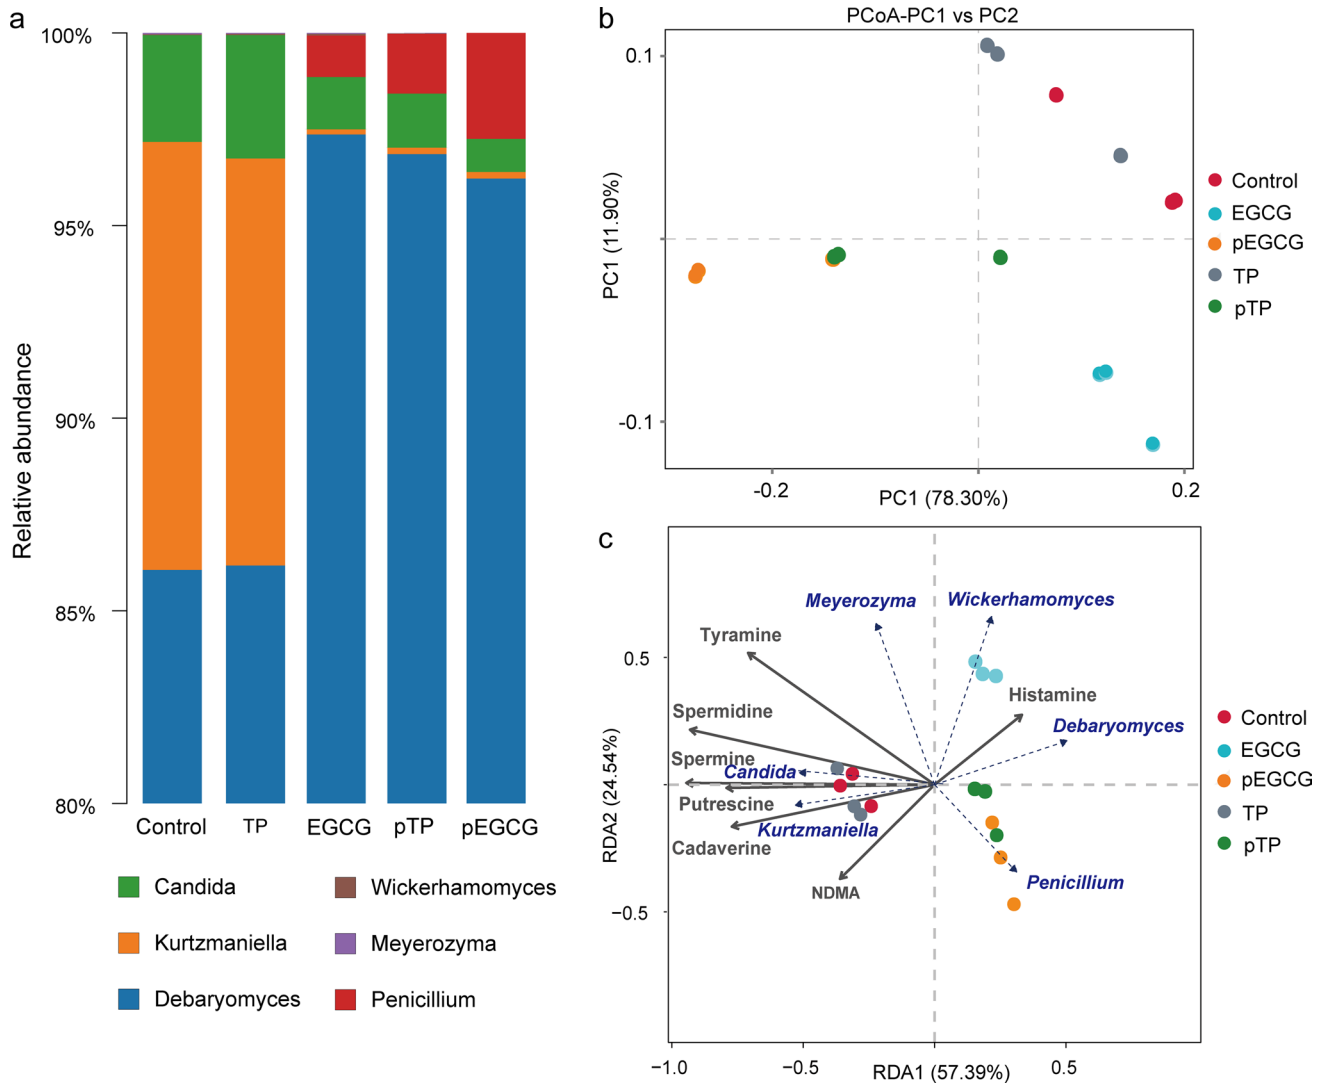 a
100%
95%
90%
85%
80%
Relative abundance
Control
TP
EGCG
pTP
pEGCG
Candida
Wickerhamomyces
Kurtzmaniella
Meyerozyma
Debaryomyces
Penicillium
b
PCoA-PC1 vs PC2
0.1
-0.1
PC1 (11.90%)
-0.2
0.2
PC1 (78.30%)
Control
EGCG
pEGCG
TP
pTP
c
Meyerozyma
Wickerhamomyces
Tyramine
Histamine
Spermidine
Debaryomyces
Spermine
Candida
Putrescine
Kurtzmaniella
Cadaverine
NDMA
Penicillium
0.5
−0.5
RDA2 (24.54%)
−1.0
−0.5
0.5
RDA1 (57.39%)
Control
EGCG
pEGCG
TP
pTP